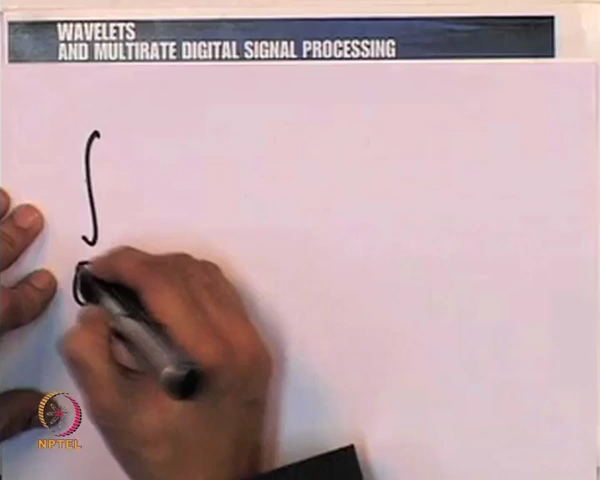 WAVELETS
AND MULTIRATE DIGITAL SIGNAL PROCESSING
∫
NPTEL